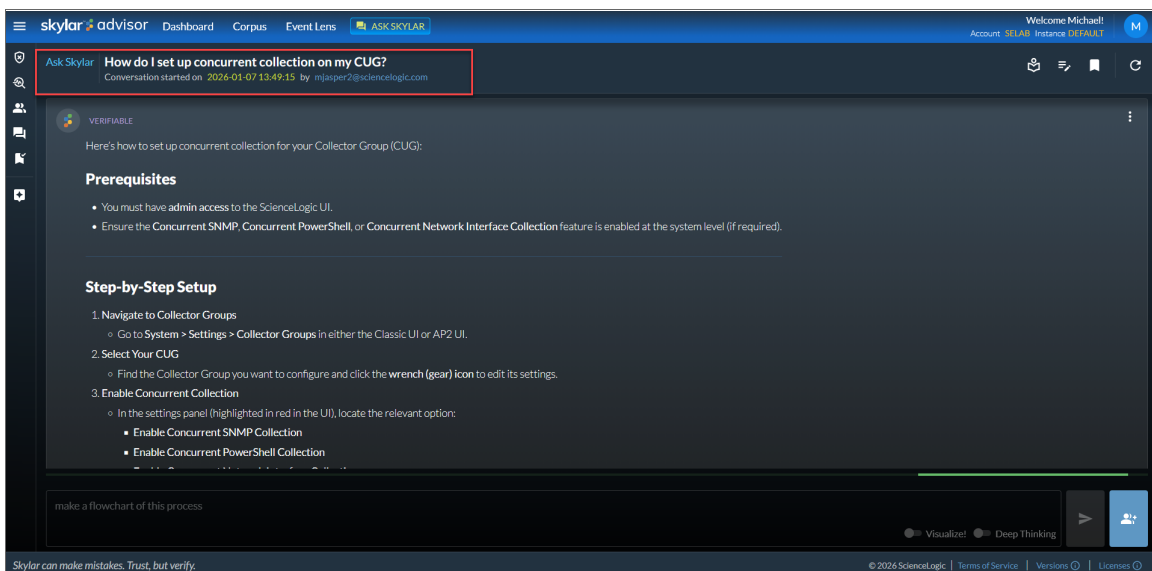 skylar advisor Dashboard Corpus Event Lens ASK SKYLAR
Welcome Michael!
Account SELAB Instance DEFAULT
M
Ask Skylar How do I set up concurrent collection on my CUG?
Conversation started on 2026-01-07 13:49:15 by mjasper2@sciencelogic.com
VERIFIABLE
Here's how to set up concurrent collection for your Collector Group (CUG):
Prerequisites
• You must have admin access to the ScienceLogic UI.
• Ensure the Concurrent SNMP, Concurrent PowerShell, or Concurrent Network Interface Collection feature is enabled at the system level (if required).
Step-by-Step Setup
1. Navigate to Collector Groups
◦ Go to System > Settings > Collector Groups in either the Classic UI or AP2 UI.
2. Select Your CUG
◦ Find the Collector Group you want to configure and click the wrench (gear) icon to edit its settings.
3. Enable Concurrent Collection
◦ In the settings panel (highlighted in red in the UI), locate the relevant option:
▪ Enable Concurrent SNMP Collection
▪ Enable Concurrent PowerShell Collection
make a flowchart of this process
Visualize! Deep Thinking
Skylar can make mistakes. Trust, but verify.
© 2026 ScienceLogic | Terms of Service | Versions | Licenses